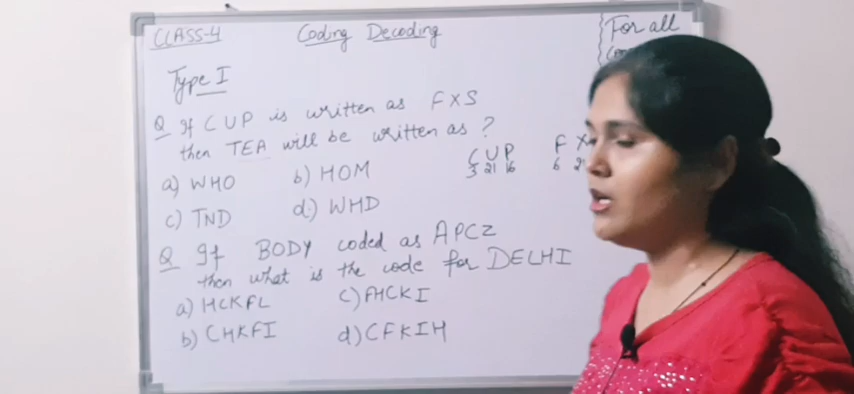 CLASS-4
Coding Decoding
For all
Type I
Q If CUP is written as FXS
then TEA will be written as ?
a) WHO b) HOM
c) TND d) WHD
CUP F X
3 21 16 6
Q If BODY coded as APCZ
then what is the code for DELHI
a) HCKFL c) FHCKI
b) CHKFI d) CFKIH